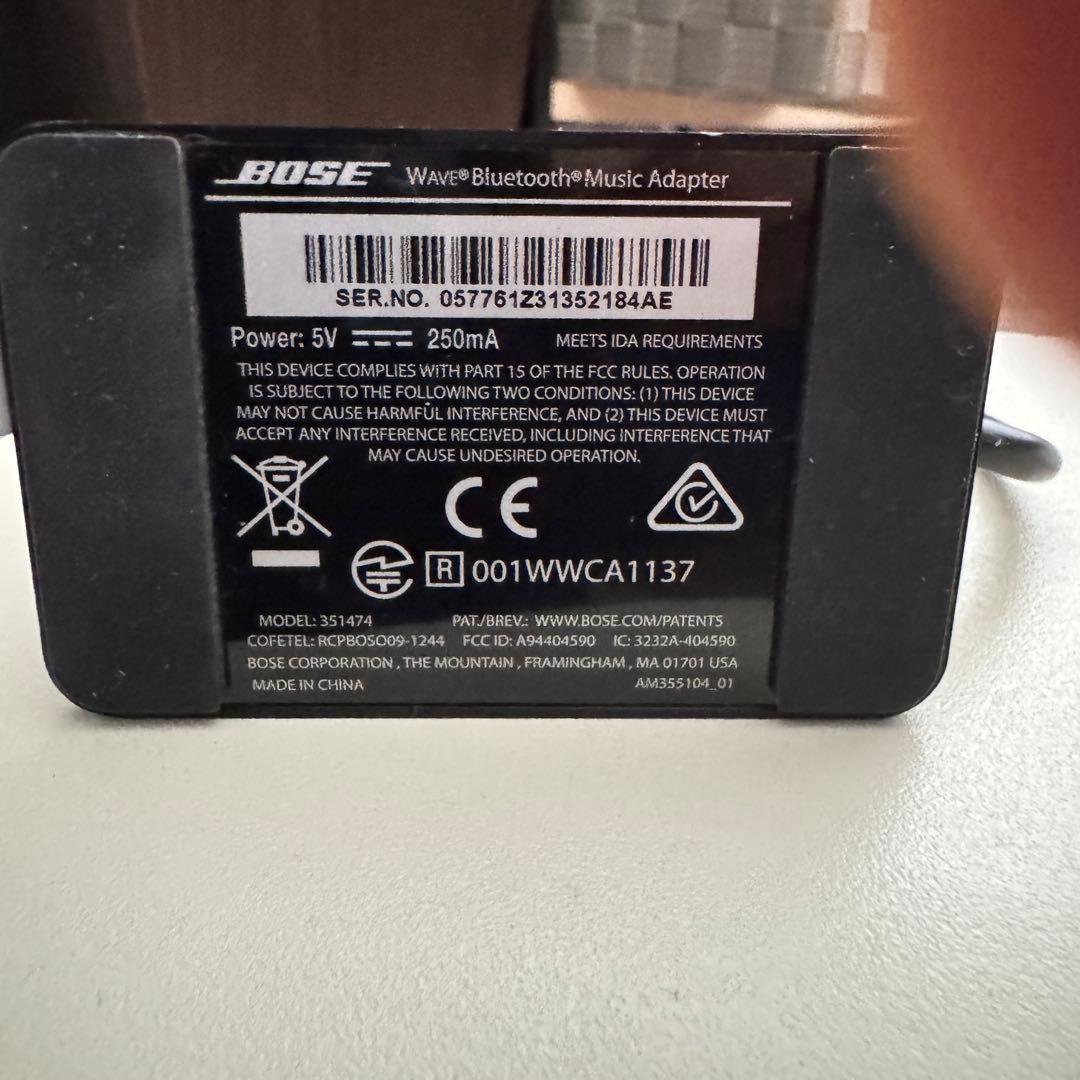 BOSE WAVE® Bluetooth® Music Adapter
SER.NO. 057761Z31352184AE
Power: 5V 250mA MEETS IDA REQUIREMENTS
THIS DEVICE COMPLIES WITH PART 15 OF THE FCC RULES. OPERATION
IS SUBJECT TO THE FOLLOWING TWO CONDITIONS: (1) THIS DEVICE
MAY NOT CAUSE HARMFUL INTERFERENCE, AND (2) THIS DEVICE MUST
ACCEPT ANY INTERFERENCE RECEIVED, INCLUDING INTERFERENCE THAT
MAY CAUSE UNDESIRED OPERATION.
CE
R 001WWCA1137
MODEL: 351474 PAT./BREV.: WWW.BOSE.COM/PATENTS
COFETEL: RCPBOSO09-1244 FCC ID: A94404590 IC: 3232A-404590
BOSE CORPORATION , THE MOUNTAIN , FRAMINGHAM , MA 01701 USA
MADE IN CHINA AM355104_01